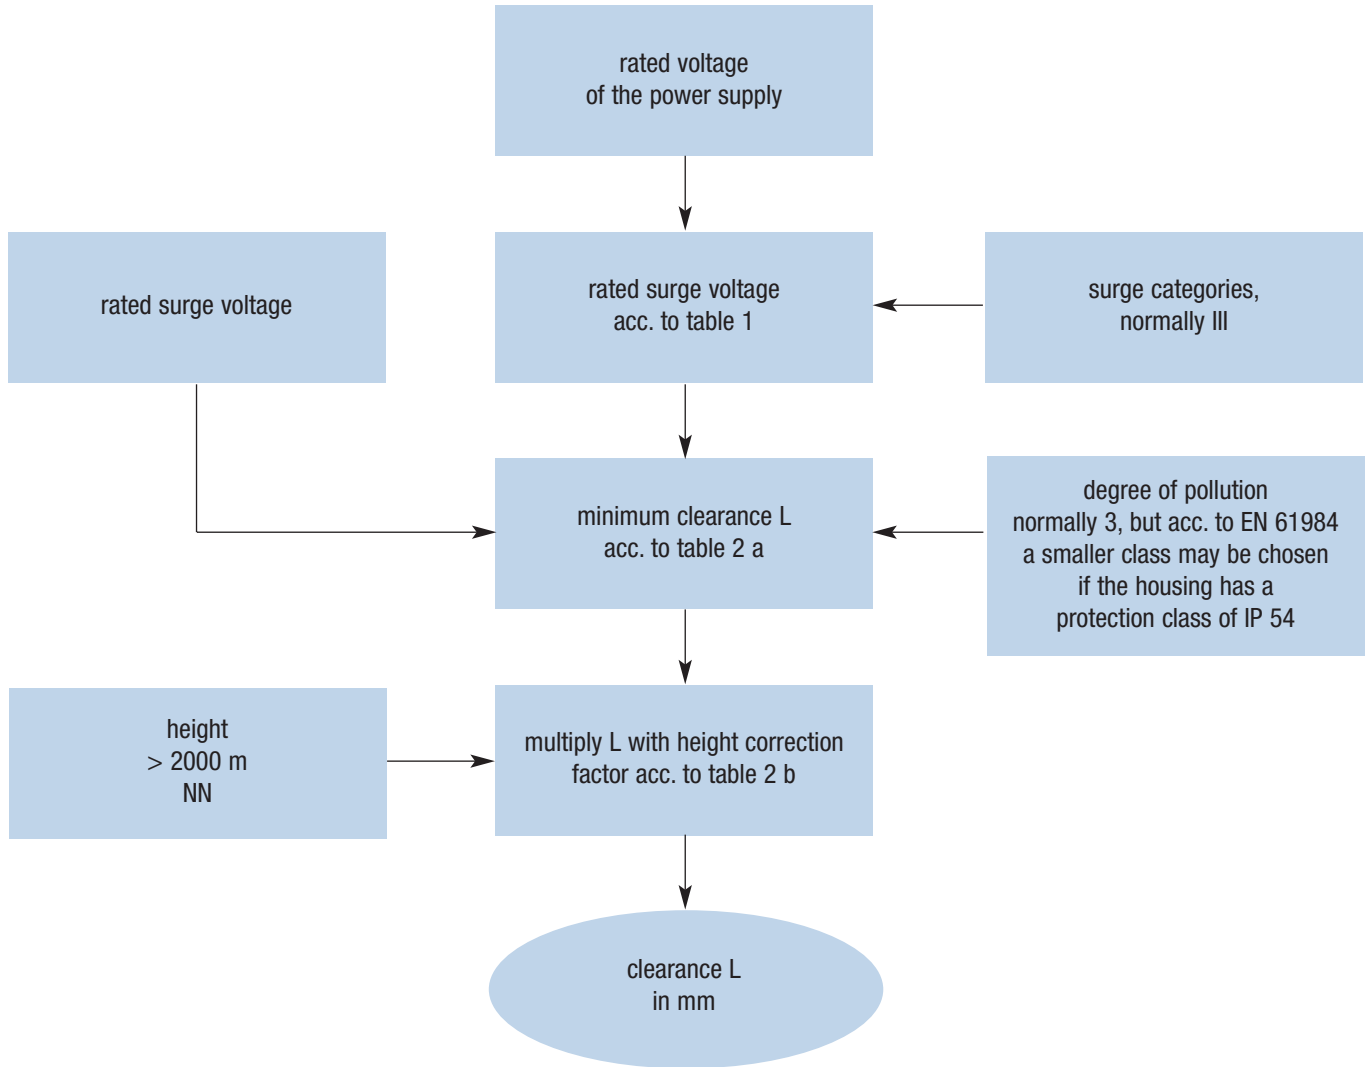 rated voltage
of the power supply
rated surge voltage
rated surge voltage
acc. to table 1
surge categories,
normally III
minimum clearance L
acc. to table 2 a
degree of pollution
normally 3, but acc. to EN 61984
a smaller class may be chosen
if the housing has a
protection class of IP 54
height
> 2000 m
NN
multiply L with height correction
factor acc. to table 2 b
clearance L
in mm